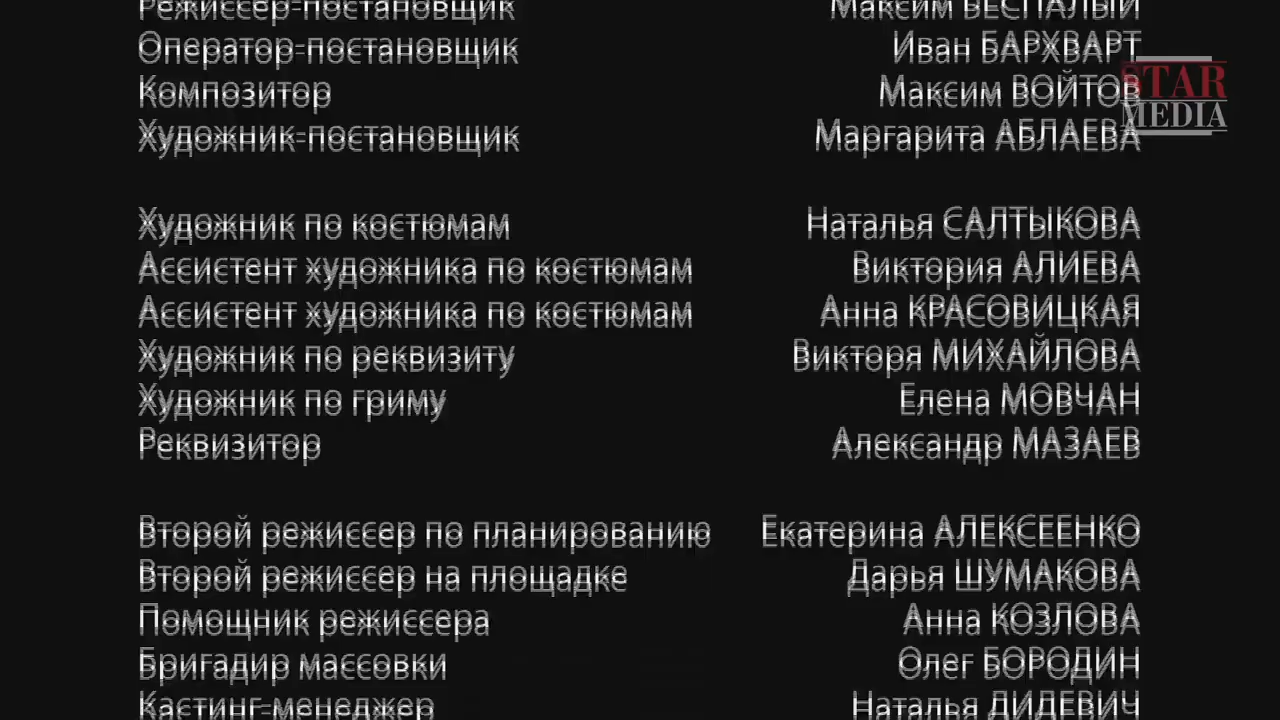 Режиссер-постановщик Максим БЕСПАЛЫЙ
Оператор-постановщик Иван БАРХВАРТ
Композитор Максим ВОЙТОВ
Художник-постановщик Маргарита АБЛАЕВА
STAR
MEDIA
Художник по костюмам Наталья САЛТЫКОВА
Ассистент художника по костюмам Виктория АЛИЕВА
Ассистент художника по костюмам Анна КРАСОВИЦКАЯ
Художник по реквизиту Викторя МИХАЙЛОВА
Художник по гриму Елена МОВЧАН
Реквизитор Александр МАЗАЕВ
Второй режиссер по планированию Екатерина АЛЕКСЕЕНКО
Второй режиссер на площадке Дарья ШУМАКОВА
Помощник режиссера Анна КОЗЛОВА
Бригадир массовки Олег БОРОДИН
Кастинг-менеджер Наталья ДИДЕВИЧ